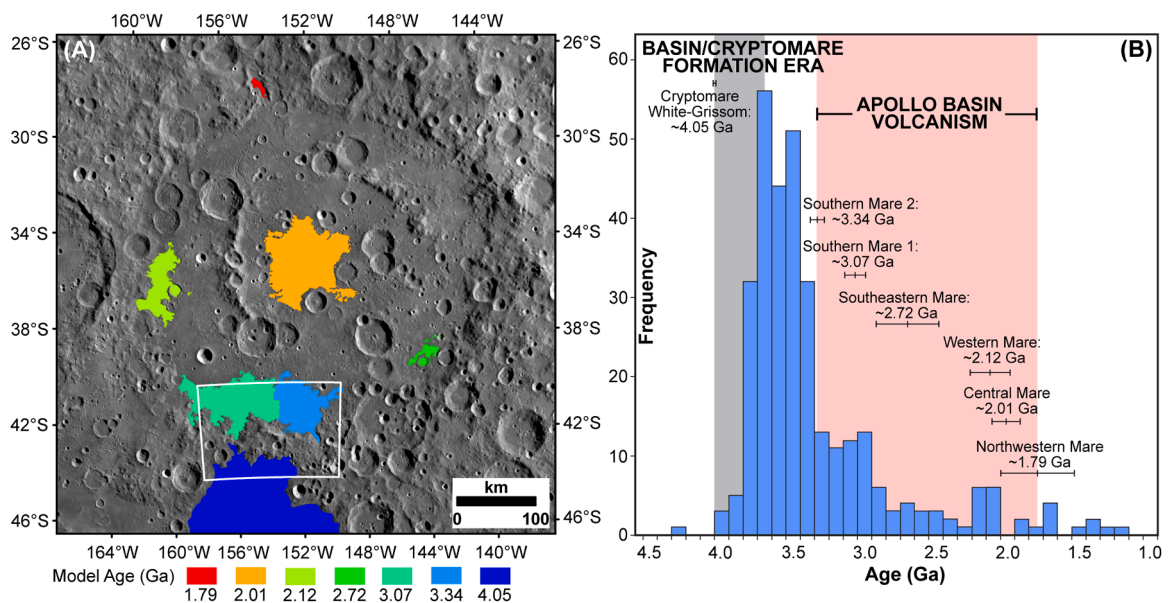 160°W 156°W 152°W 148°W 144°W
(A)
26°S 26°S
30°S 30°S
34°S 34°S
38°S 38°S
42°S 42°S
46°S 46°S
km
0 100
164°W 160°W 156°W 152°W 148°W 144°W 140°W
Model Age (Ga)
1.79 2.01 2.12 2.72 3.07 3.34 4.05
(B)
BASIN/CRYPTOMARE
FORMATION ERA
Cryptomare
White-Grissom:
~4.05 Ga
APOLLO BASIN
VOLCANISM
Southern Mare 2:
~3.34 Ga
Southern Mare 1:
~3.07 Ga
Southeastern Mare:
~2.72 Ga
Western Mare:
~2.12 Ga
Central Mare
~2.01 Ga
Northwestern Mare
~1.79 Ga
Frequency
60
50
40
30
20
10
0
4.5 4.0 3.5 3.0 2.5 2.0 1.5 1.0
Age (Ga)